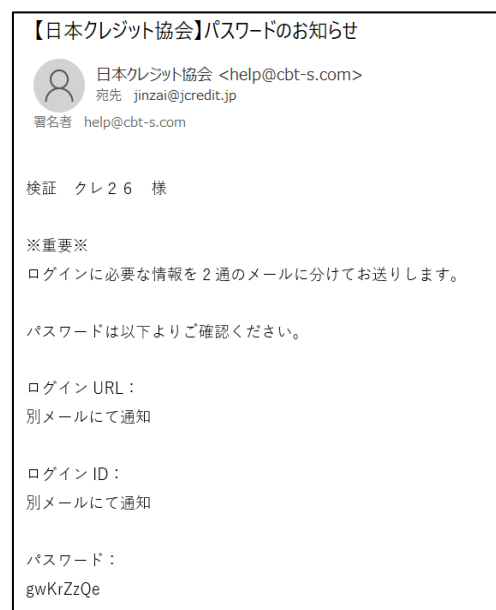 【日本クレジット協会】パスワードのお知らせ
日本クレジット協会 <help@cbt-s.com>
宛先 jinzai@jcredit.jp
署名者 help@cbt-s.com
検証　クレ２６　様
※重要※
ログインに必要な情報を２通のメールに分けてお送りします。
パスワードは以下よりご確認ください。
ログイン URL：
別メールにて通知
ログイン ID：
別メールにて通知
パスワード：
gwKrZzQe